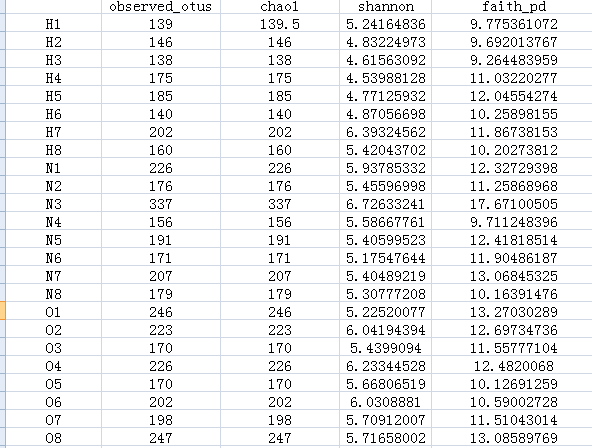 observed_otus chao1 shannon faith_pd
H1 139 139.5 5.24164836 9.775361072
H2 146 146 4.83224973 9.692013767
H3 138 138 4.61563092 9.264483959
H4 175 175 4.53988128 11.03220277
H5 185 185 4.77125932 12.04554274
H6 140 140 4.87056698 10.25898155
H7 202 202 6.39324562 11.86738153
H8 160 160 5.42043702 10.20273812
N1 226 226 5.93785332 12.32729398
N2 176 176 5.45596998 11.25868968
N3 337 337 6.72633241 17.67100505
N4 156 156 5.58667761 9.711248396
N5 191 191 5.40599523 12.41818514
N6 171 171 5.17547644 11.90486187
N7 207 207 5.40489219 13.06845325
N8 179 179 5.30777208 10.16391476
O1 246 246 5.22520077 13.27030289
O2 223 223 6.04194394 12.69734736
O3 170 170 5.4399094 11.55777104
O4 226 226 6.23344528 12.4820068
O5 170 170 5.66806519 10.12691259
O6 202 202 6.0308881 10.59002728
O7 198 198 5.70912007 11.51043014
O8 247 247 5.71658002 13.08589769